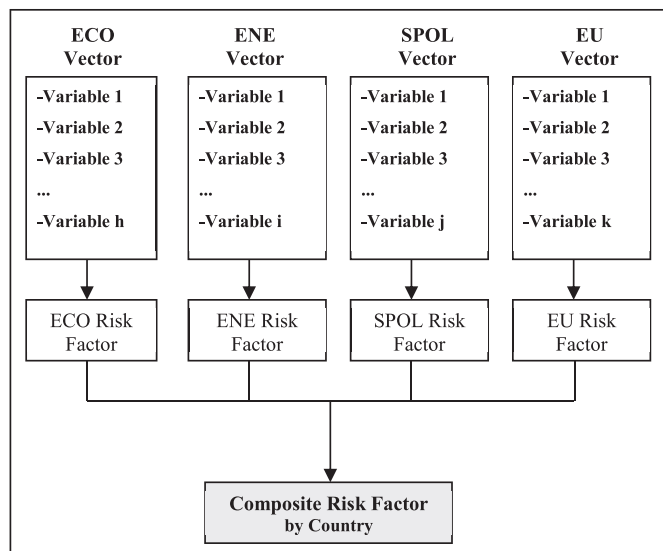 ECO
Vector
-Variable 1
-Variable 2
-Variable 3
...
-Variable h
ECO Risk
Factor
ENE
Vector
-Variable 1
-Variable 2
-Variable 3
...
-Variable i
ENE Risk
Factor
SPOL
Vector
-Variable 1
-Variable 2
-Variable 3
...
-Variable j
SPOL Risk
Factor
EU
Vector
-Variable 1
-Variable 2
-Variable 3
...
-Variable k
EU Risk
Factor
Composite Risk Factor
by Country